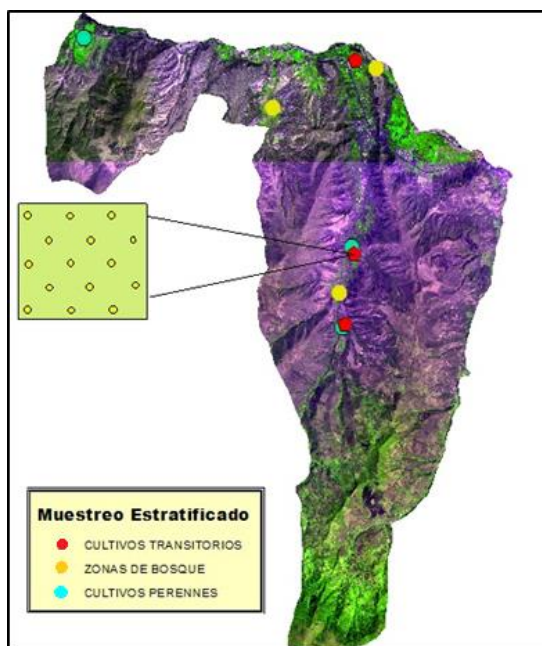 Muestreo Estratificado
CULTIVOS TRANSITORIOS
ZONAS DE BOSQUE
CULTIVOS PERENNES